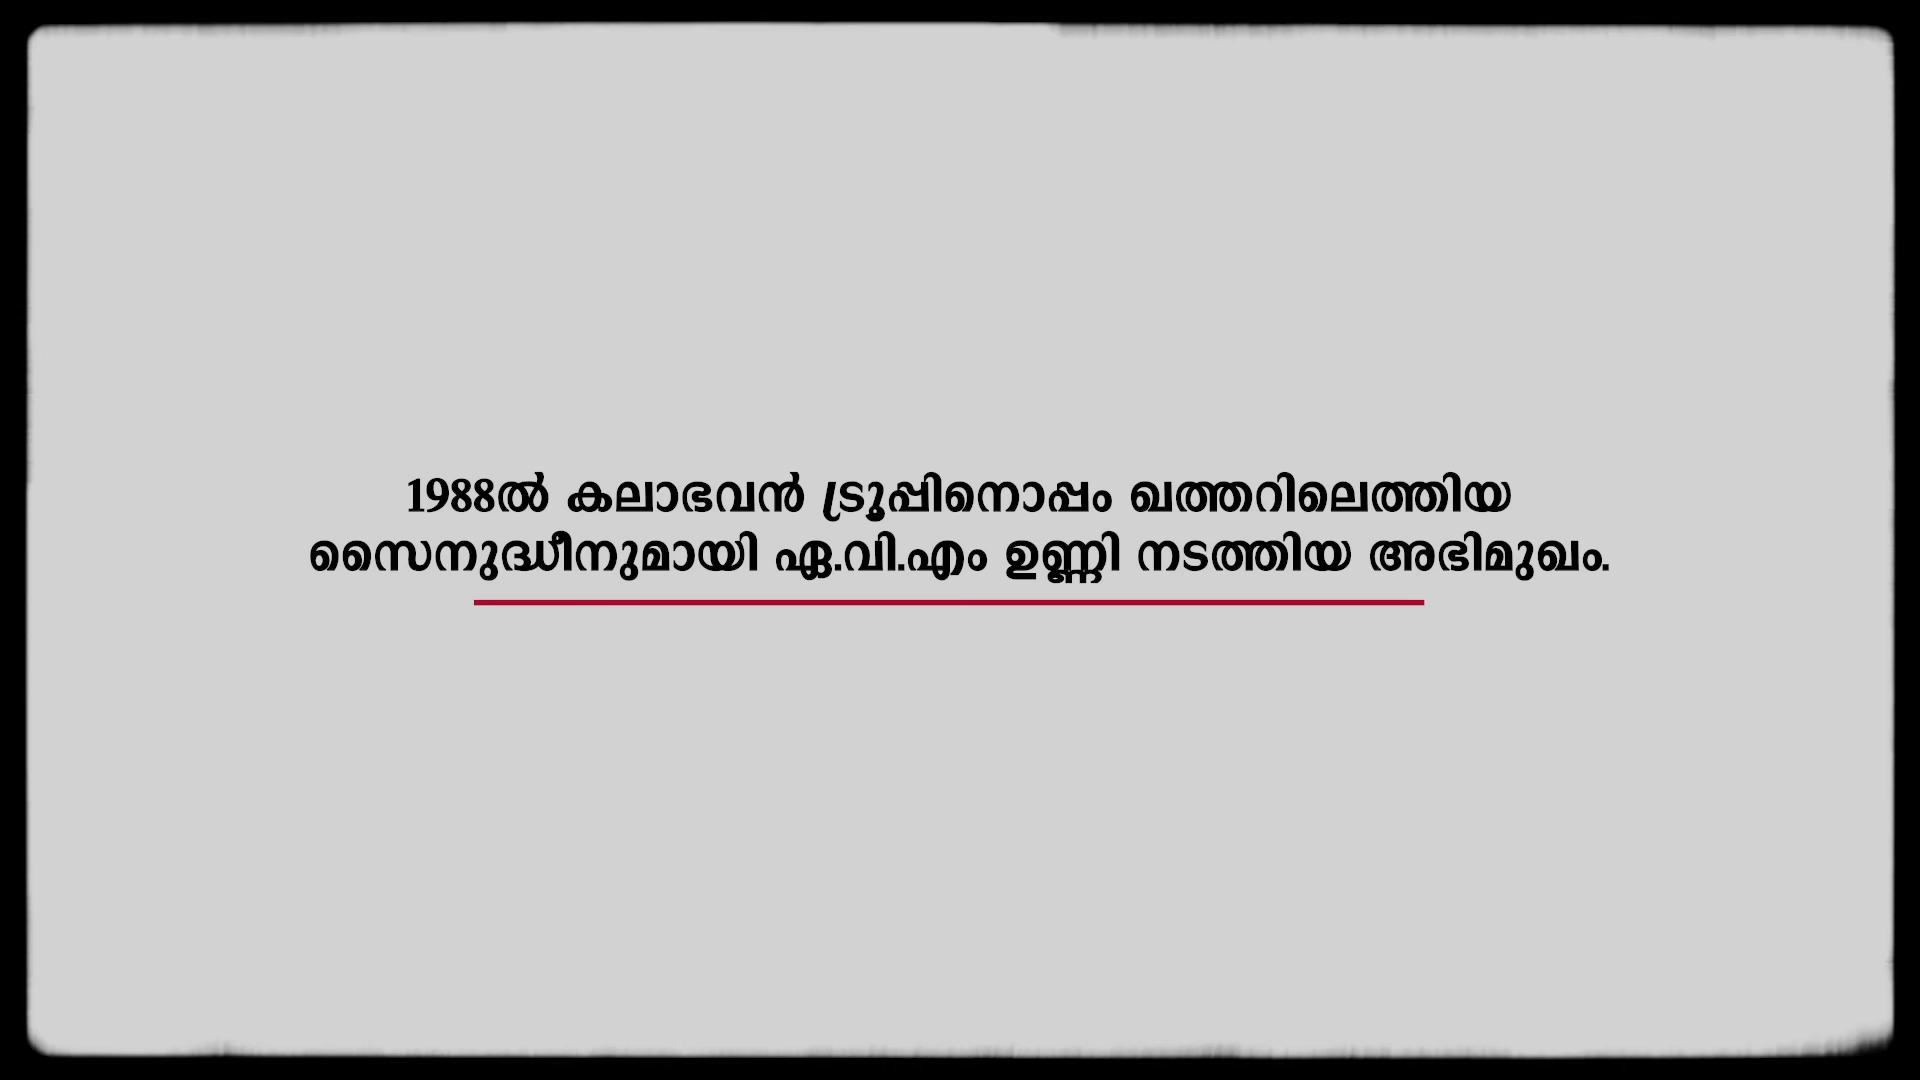 1988ൽ കലാഭവൻ ട്രൂപ്പിനൊപ്പം ഖത്തറിലെത്തിയ
സൈനുദ്ധീനുമായി ഏ.വി.എം ഉണ്ണി നടത്തിയ അഭിമുഖം.